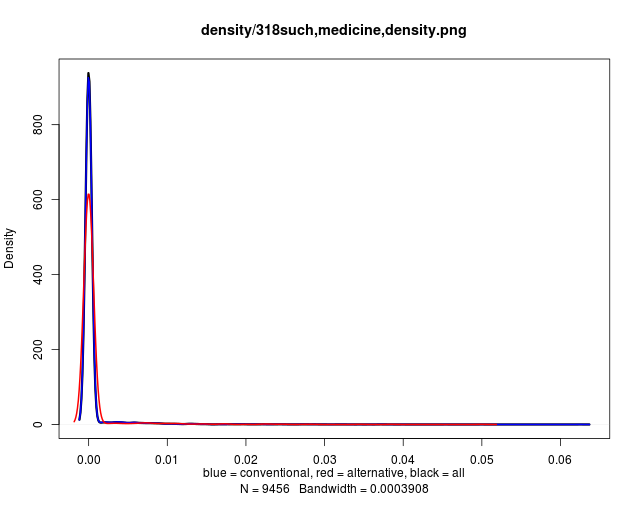 density/318such,medicine,density.png
Density
800
600
400
200
0
0.00 0.01 0.02 0.03 0.04 0.05 0.06
blue = conventional, red = alternative, black = all
N = 9456 Bandwidth = 0.0003908